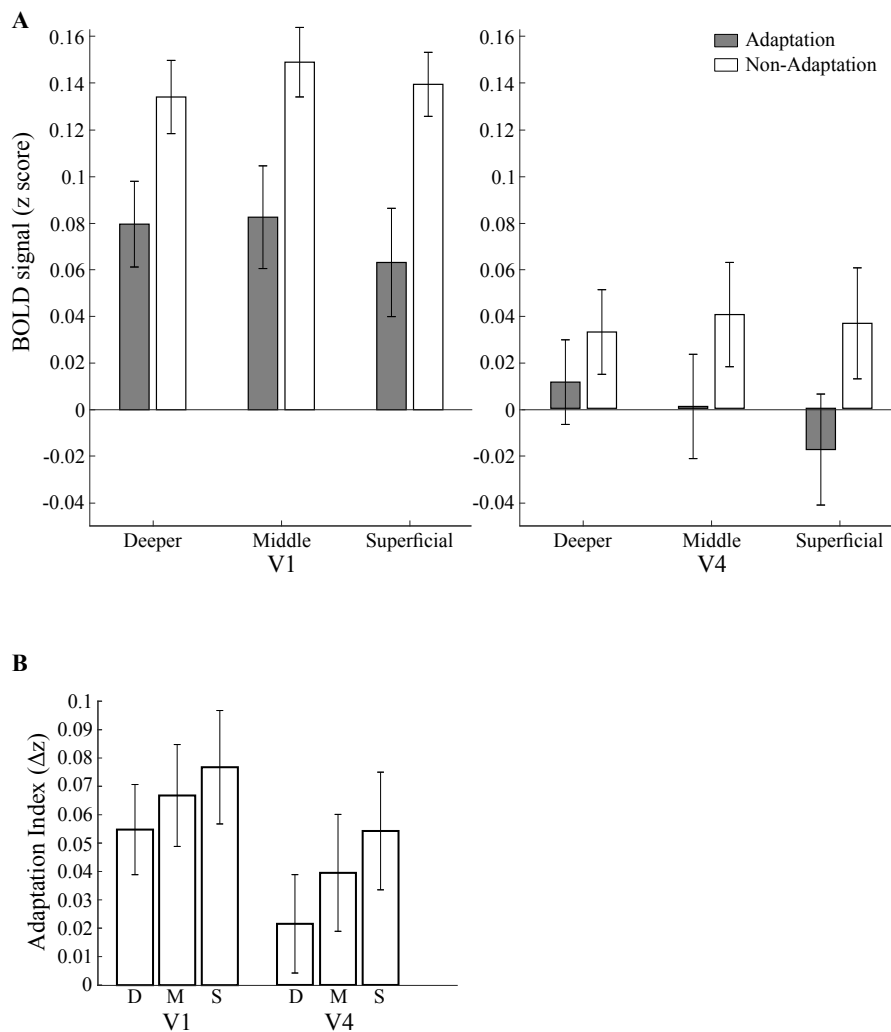 A
BOLD signal (z score)
0.16
0.14
0.12
0.1
0.08
0.06
0.04
0.02
0
-0.02
-0.04
Deeper Middle Superficial
V1
0.16
0.14
0.12
0.1
0.08
0.06
0.04
0.02
0
-0.02
-0.04
Adaptation
Non-Adaptation
Deeper Middle Superficial
V4
B
Adaptation Index (Δz)
0.1
0.09
0.08
0.07
0.06
0.05
0.04
0.03
0.02
0.01
0
D M S D M S
V1 V4